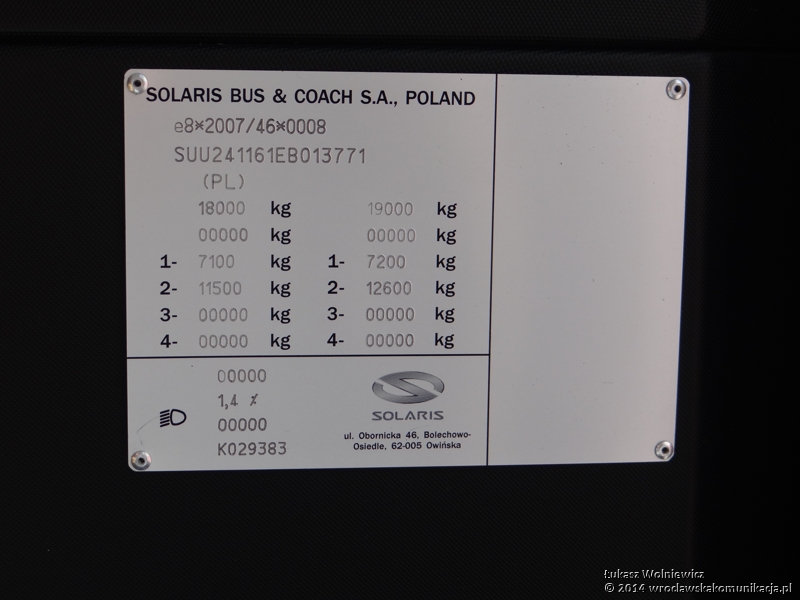 SOLARIS BUS & COACH S.A., POLAND
e8*2007/46*0008
SUU241161EB013771
(PL)
18000 kg 19000 kg
00000 kg 00000 kg
1- 7100 kg 1- 7200 kg
2- 11500 kg 2- 12600 kg
3- 00000 kg 3- 00000 kg
4- 00000 kg 4- 00000 kg
00000
1,4 %
00000
K029383
SOLARIS
ul. Obornicka 46, Bolechowo-
Osiedle, 62-005 Owińska
Łukasz Wolniewicz
© 2014 wroclawskakomunikacja.pl